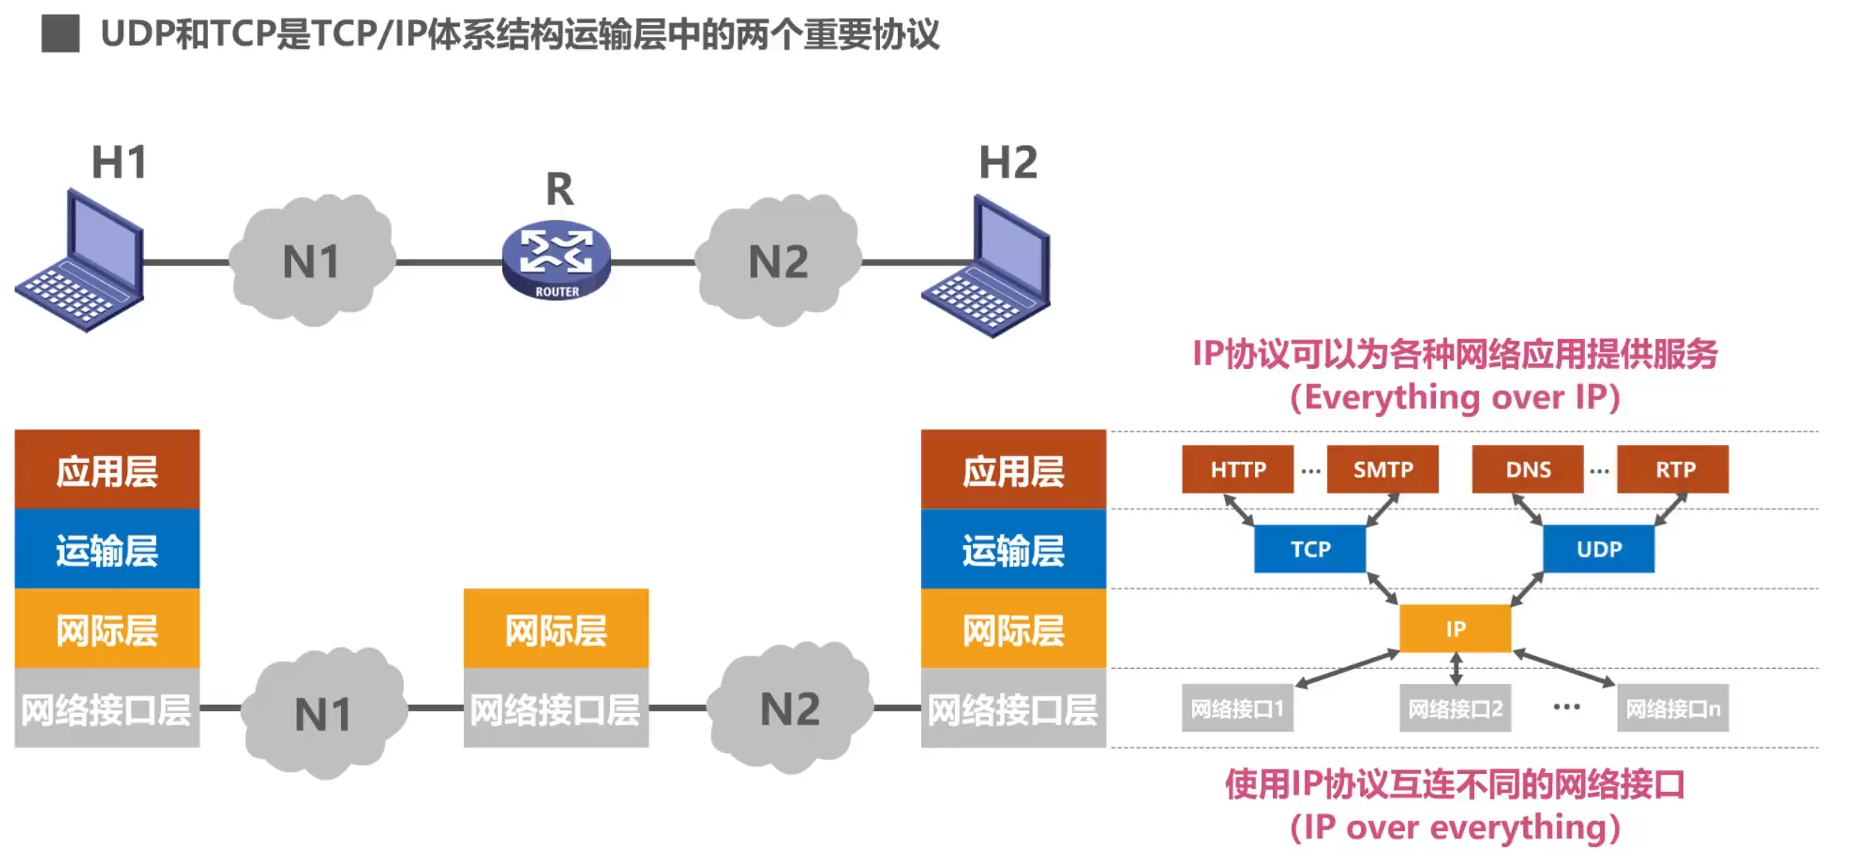 UDP和TCP是TCP/IP体系结构运输层中的两个重要协议
H1
R
H2
N1
N2
ROUTER
IP协议可以为各种网络应用提供服务
（Everything over IP）
应用层
应用层
HTTP ··· SMTP DNS ··· RTP
运输层
运输层
TCP UDP
网际层
网际层
网际层
IP
网络接口层
N1
网络接口层
N2
网络接口层
网络接口1 网络接口2 ··· 网络接口n
使用IP协议互连不同的网络接口
（IP over everything）